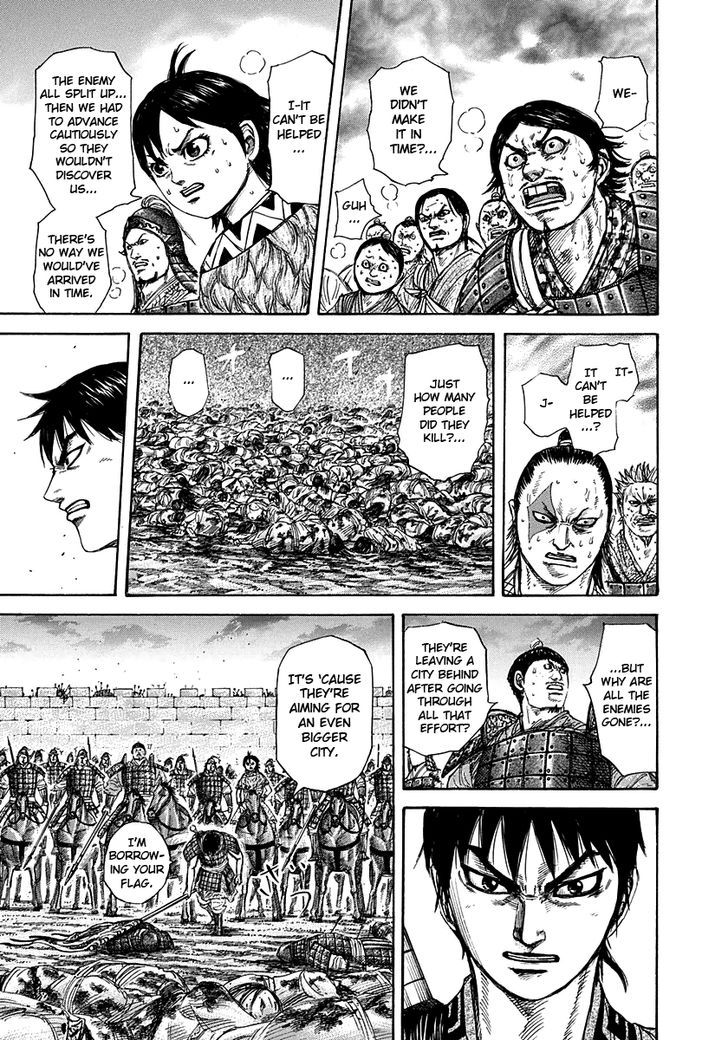 WE-
WE
DIDN'T
MAKE
IT IN
TIME?...
GUH
I-IT
CAN'T BE
HELPED
...
THE ENEMY
ALL SPLIT UP...
THEN WE HAD
TO ADVANCE
CAUTIOUSLY
SO THEY
WOULDN'T
DISCOVER
US...
THERE'S
NO WAY WE
WOULD'VE
ARRIVED
IN TIME.
IT-
IT
CAN'T
BE
HELPED
...?
J-
JUST
HOW MANY
PEOPLE
DID THEY
KILL?...
...
...
...BUT
WHY ARE
ALL THE
ENEMIES
GONE?...
THEY'RE
LEAVING A
CITY BEHIND
AFTER GOING
THROUGH
ALL THAT
EFFORT?
IT'S 'CAUSE
THEY'RE
AIMING FOR
AN EVEN
BIGGER
CITY.
I'M
BORROW-
ING YOUR
FLAG.